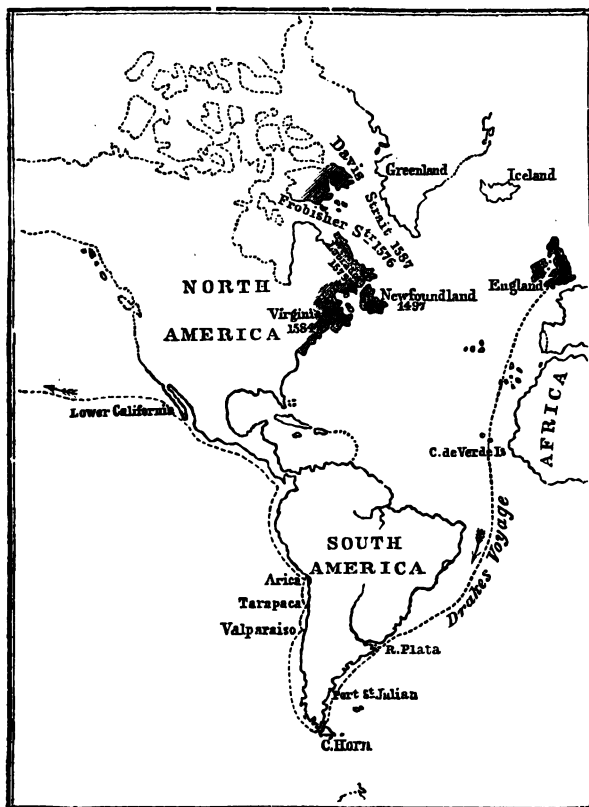 Davis Strait 1587
Greenland
Iceland
Frobisher Str 1576
NORTH
AMERICA
Virginia
1584
Newfoundland
1497
England
Lower California
AFRICA
C. de Verde Is
SOUTH
AMERICA
Drakes Voyage
Arica
Tarapaca
Valparaiso
R. Plata
Port St Julian
C. Horn